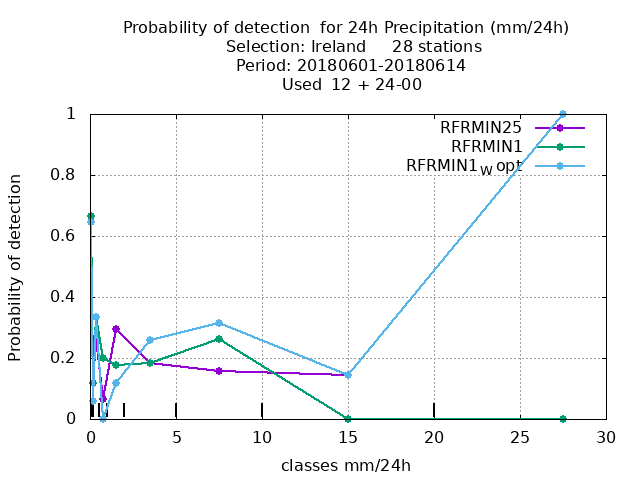 Probability of detection  for 24h Precipitation (mm/24h)
Selection: Ireland     28 stations
Period: 20180601-20180614
Used  12 + 24-00
RFRMIN25
RFRMIN1
RFRMIN1W opt
1
0.8
0.6
0.4
0.2
0
Probability of detection
0 5 10 15 20 25 30
classes mm/24h